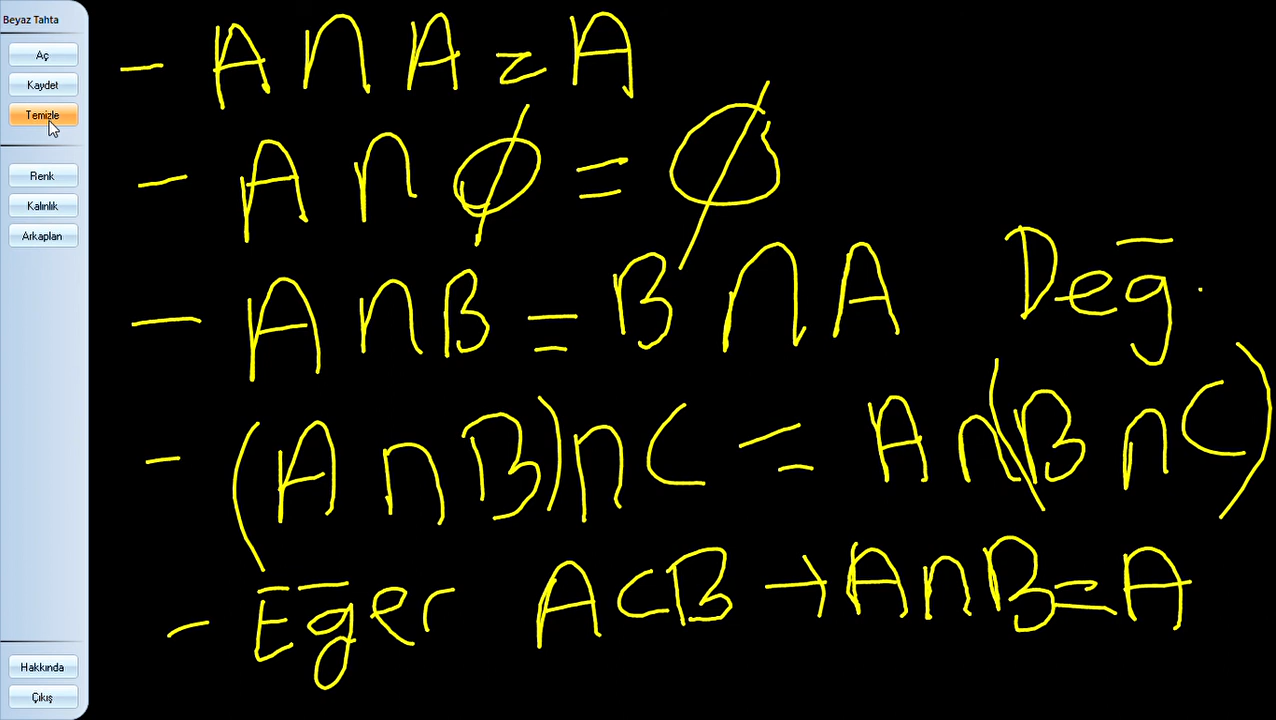 Beyaz Tahta
Aç
Kaydet
Temizle
Renk
Kalınlık
Arkaplan
Hakkında
Çıkış
- A ∩ A = A
- A ∩ ∅ = ∅
- A ∩ B = B ∩ A Değ.
- (A ∩ B) ∩ C = A ∩ (B ∩ C)
- Eğer A ⊂ B → A ∩ B = A